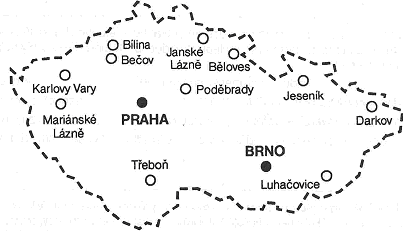 Bílina
Bečov
Janské
Lázně
Běloves
Karlovy Vary
Mariánské
Lázně
PRAHA
Poděbrady
Jeseník
Darkov
Třeboň
BRNO
Luhačovice